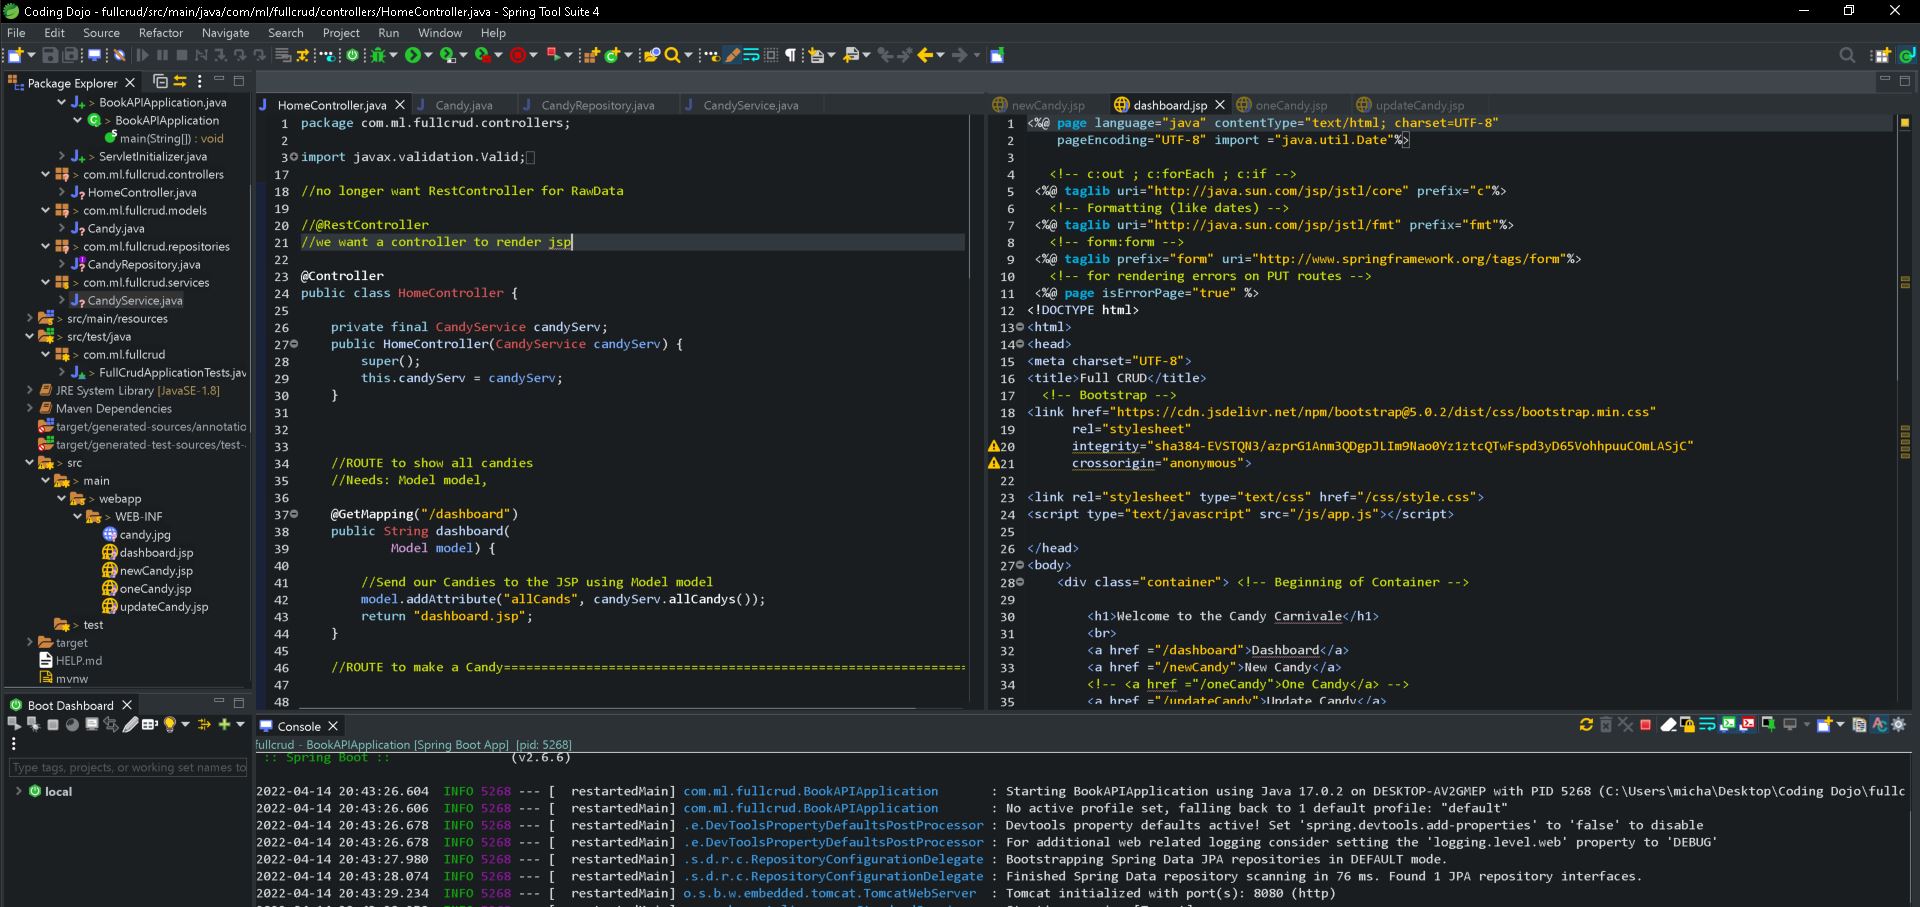 Coding Dojo - fullcrud/src/main/java/com/ml/fullcrud/controllers/HomeController.java - Spring Tool Suite 4
File Edit Source Refactor Navigate Search Project Run Window Help
Package Explorer
> BookAPIApplication.java
> BookAPIApplication
main(String[]) : void
> ServletInitializer.java
> com.ml.fullcrud.controllers
> HomeController.java
> com.ml.fullcrud.models
> Candy.java
> com.ml.fullcrud.repositories
> CandyRepository.java
> com.ml.fullcrud.services
> CandyService.java
> src/main/resources
> src/test/java
> com.ml.fullcrud
> FullCrudApplicationTests.jav
JRE System Library [JavaSE-1.8]
Maven Dependencies
target/generated-sources/annotatio
target/generated-test-sources/test-
> src
> main
> webapp
> WEB-INF
candy.jpg
dashboard.jsp
newCandy.jsp
oneCandy.jsp
updateCandy.jsp
> test
target
HELP.md
mvnw
HomeController.java Candy.java CandyRepository.java CandyService.java
1 package com.ml.fullcrud.controllers;
2
3 import javax.validation.Valid;
17
18 //no longer want RestController for RawData
19
20 //@RestController
21 //we want a controller to render jsp
22
23 @Controller
24 public class HomeController {
25
26 private final CandyService candyServ;
27 public HomeController(CandyService candyServ) {
28 super();
29 this.candyServ = candyServ;
30 }
31
32
33
34 //ROUTE to show all candies
35 //Needs: Model model,
36
37 @GetMapping("/dashboard")
38 public String dashboard(
39 Model model) {
40
41 //Send our Candies to the JSP using Model model
42 model.addAttribute("allCands", candyServ.allCandys());
43 return "dashboard.jsp";
44 }
45
46 //ROUTE to make a Candy=============================================================
47
48
newCandy.jsp dashboard.jsp oneCandy.jsp updateCandy.jsp
1 <%@ page language="java" contentType="text/html; charset=UTF-8"
2 pageEncoding="UTF-8" import ="java.util.Date"%>
3
4 <!-- c:out ; c:forEach ; c:if -->
5 <%@ taglib uri="http://java.sun.com/jsp/jstl/core" prefix="c"%>
6 <!-- Formatting (like dates) -->
7 <%@ taglib uri="http://java.sun.com/jsp/jstl/fmt" prefix="fmt"%>
8 <!-- form:form -->
9 <%@ taglib prefix="form" uri="http://www.springframework.org/tags/form"%>
10 <!-- for rendering errors on PUT routes -->
11 <%@ page isErrorPage="true" %>
12 <!DOCTYPE html>
13 <html>
14 <head>
15 <meta charset="UTF-8">
16 <title>Full CRUD</title>
17 <!-- Bootstrap -->
18 <link href="https://cdn.jsdelivr.net/npm/bootstrap@5.0.2/dist/css/bootstrap.min.css"
19 rel="stylesheet"
20 integrity="sha384-EVSTQN3/azprG1Anm3QDgpJLIm9Nao0Yz1ztcQTwFspd3yD65VohhpuuCOmLASjC"
21 crossorigin="anonymous">
22
23 <link rel="stylesheet" type="text/css" href="/css/style.css">
24 <script type="text/javascript" src="/js/app.js"></script>
25
26 </head>
27 <body>
28 <div class="container"> <!-- Beginning of Container -->
29
30 <h1>Welcome to the Candy Carnivale</h1>
31 <br>
32 <a href ="/dashboard">Dashboard</a>
33 <a href ="/newCandy">New Candy</a>
34 <!-- <a href ="/oneCandy">One Candy</a> -->
35 <a href ="/updateCandy">Update Candy</a>
Boot Dashboard
Type tags, projects, or working set names to
local
Console
fullcrud - BookAPIApplication [Spring Boot App] [pid: 5268]
:: Spring Boot :: (v2.6.6)
2022-04-14 20:43:26.604 INFO 5268 --- [ restartedMain] com.ml.fullcrud.BookAPIApplication : Starting BookAPIApplication using Java 17.0.2 on DESKTOP-AV2GMEP with PID 5268 (C:\Users\micha\Desktop\Coding Dojo\fullc
2022-04-14 20:43:26.606 INFO 5268 --- [ restartedMain] com.ml.fullcrud.BookAPIApplication : No active profile set, falling back to 1 default profile: "default"
2022-04-14 20:43:26.678 INFO 5268 --- [ restartedMain] .e.DevToolsPropertyDefaultsPostProcessor : Devtools property defaults active! Set 'spring.devtools.add-properties' to 'false' to disable
2022-04-14 20:43:26.678 INFO 5268 --- [ restartedMain] .e.DevToolsPropertyDefaultsPostProcessor : For additional web related logging consider setting the 'logging.level.web' property to 'DEBUG'
2022-04-14 20:43:27.980 INFO 5268 --- [ restartedMain] .s.d.r.c.RepositoryConfigurationDelegate : Bootstrapping Spring Data JPA repositories in DEFAULT mode.
2022-04-14 20:43:28.074 INFO 5268 --- [ restartedMain] .s.d.r.c.RepositoryConfigurationDelegate : Finished Spring Data repository scanning in 76 ms. Found 1 JPA repository interfaces.
2022-04-14 20:43:29.234 INFO 5268 --- [ restartedMain] o.s.b.w.embedded.tomcat.TomcatWebServer : Tomcat initialized with port(s): 8080 (http)